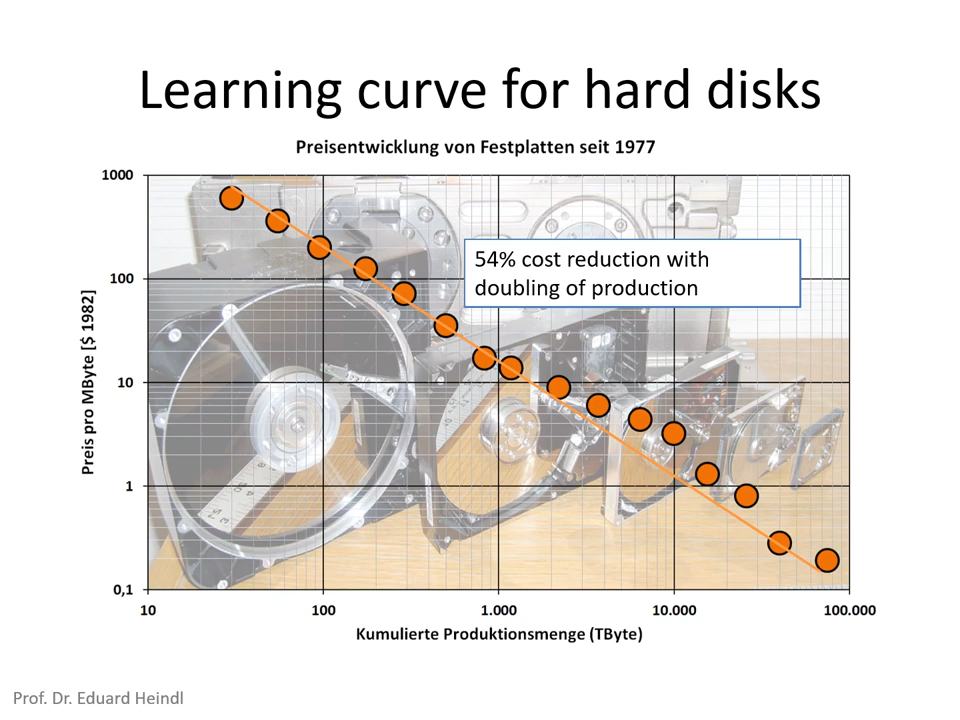 Learning curve for hard disks
Preisentwicklung von Festplatten seit 1977
1000
100
10
1
0,1
Preis pro MByte [$ 1982]
54% cost reduction with
doubling of production
10
100
1.000
10.000
100.000
Kumulierte Produktionsmenge (TByte)
Prof. Dr. Eduard Heindl